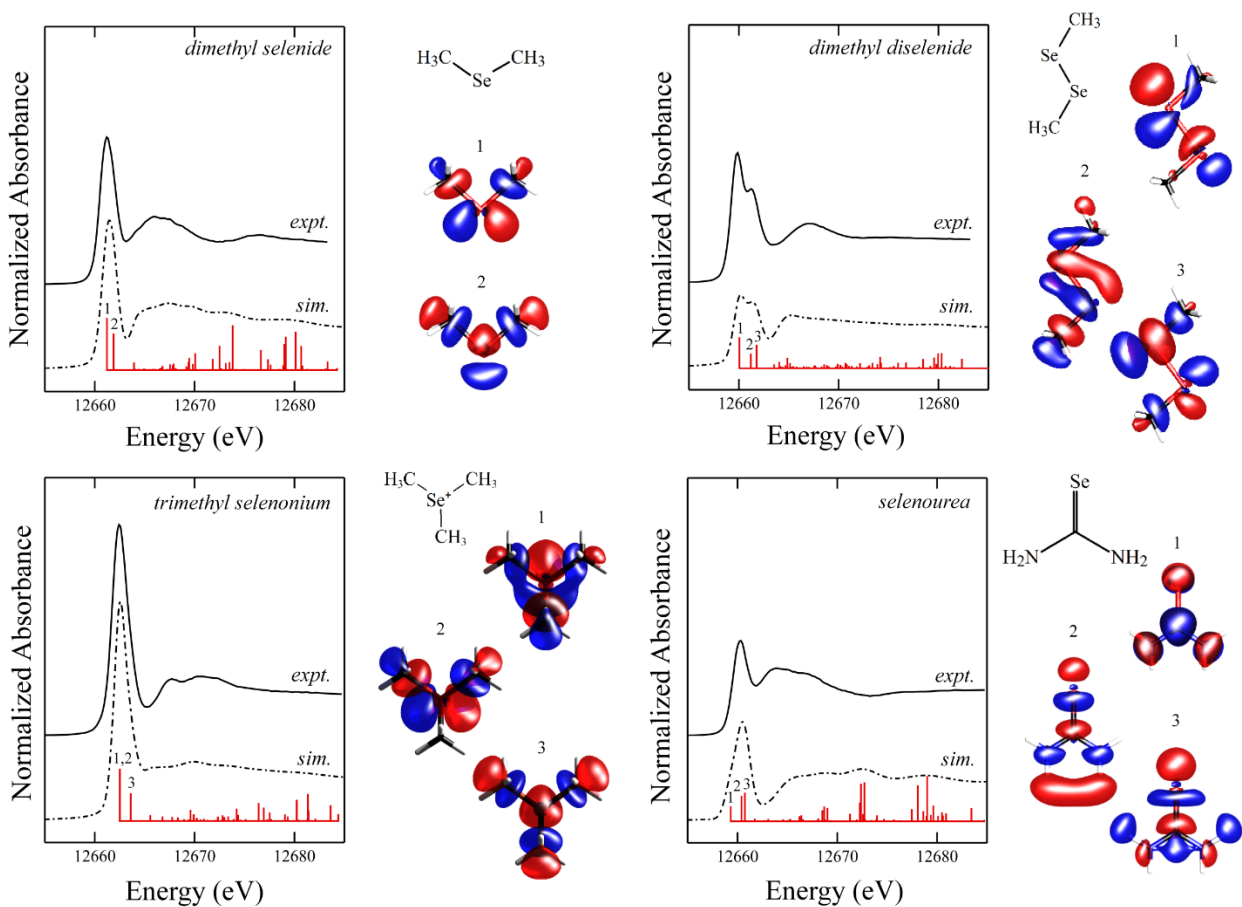 dimethyl selenide
Normalized Absorbance
expt.
sim.
1
2
12660
12670
12680
Energy (eV)
H₃C
CH₃
Se
1
2
dimethyl diselenide
Normalized Absorbance
expt.
sim.
1
2
3
12660
12670
12680
Energy (eV)
CH₃
Se
Se
H₃C
1
2
3
trimethyl selenonium
Normalized Absorbance
expt.
sim.
1,2
3
12660
12670
12680
Energy (eV)
H₃C
CH₃
Se⁺
CH₃
1
2
3
selenourea
Normalized Absorbance
expt.
sim.
1
2
3
12660
12670
12680
Energy (eV)
Se
H2N
NH2
1
2
3